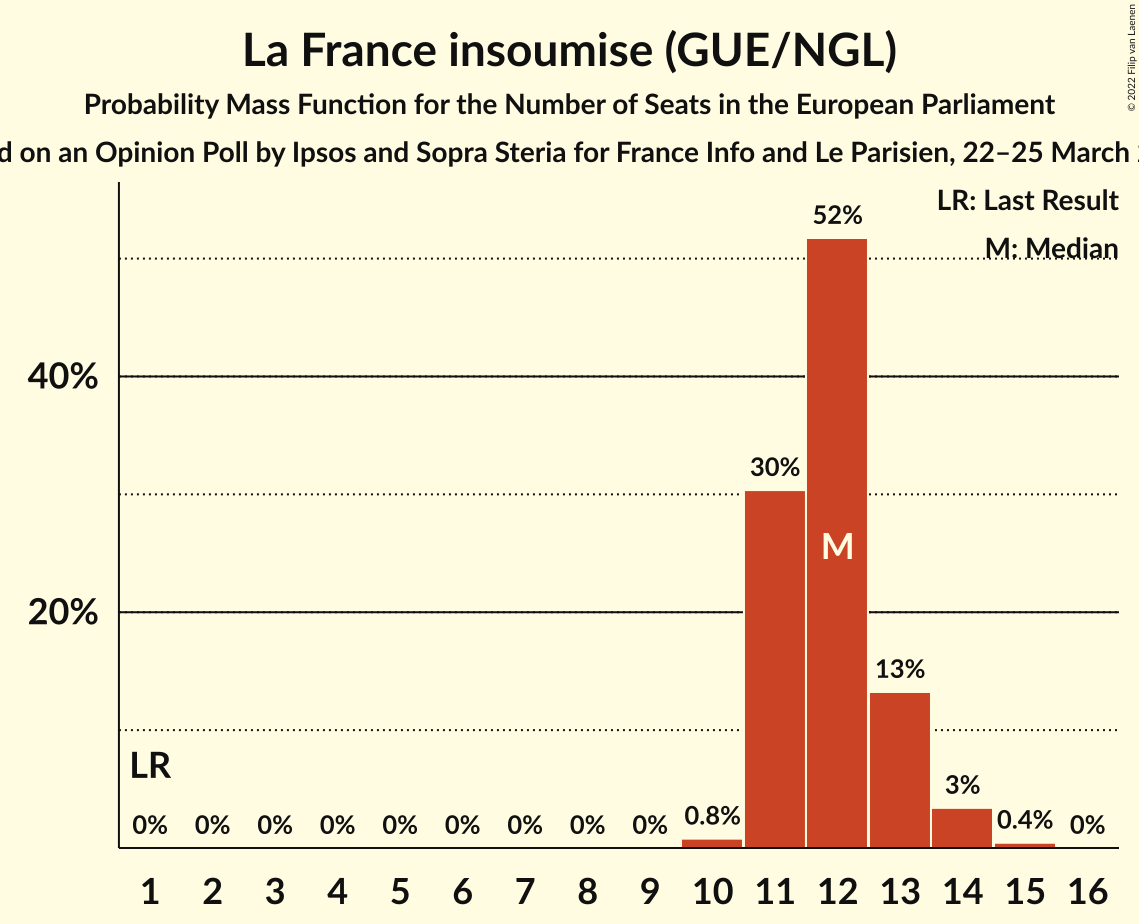 La France insoumise (GUE/NGL)
Probability Mass Function for the Number of Seats in the European Parliament
on an Opinion Poll by Ipsos and Sopra Steria for France Info and Le Parisien, 22–25 March
© 2022 Filip van Laenen
LR: Last Result
M: Median
52%
40%
30%
M
20%
13%
LR
3%
0% 0% 0% 0% 0% 0% 0% 0% 0% 0.8% 0.4% 0%
1 2 3 4 5 6 7 8 9 10 11 12 13 14 15 16